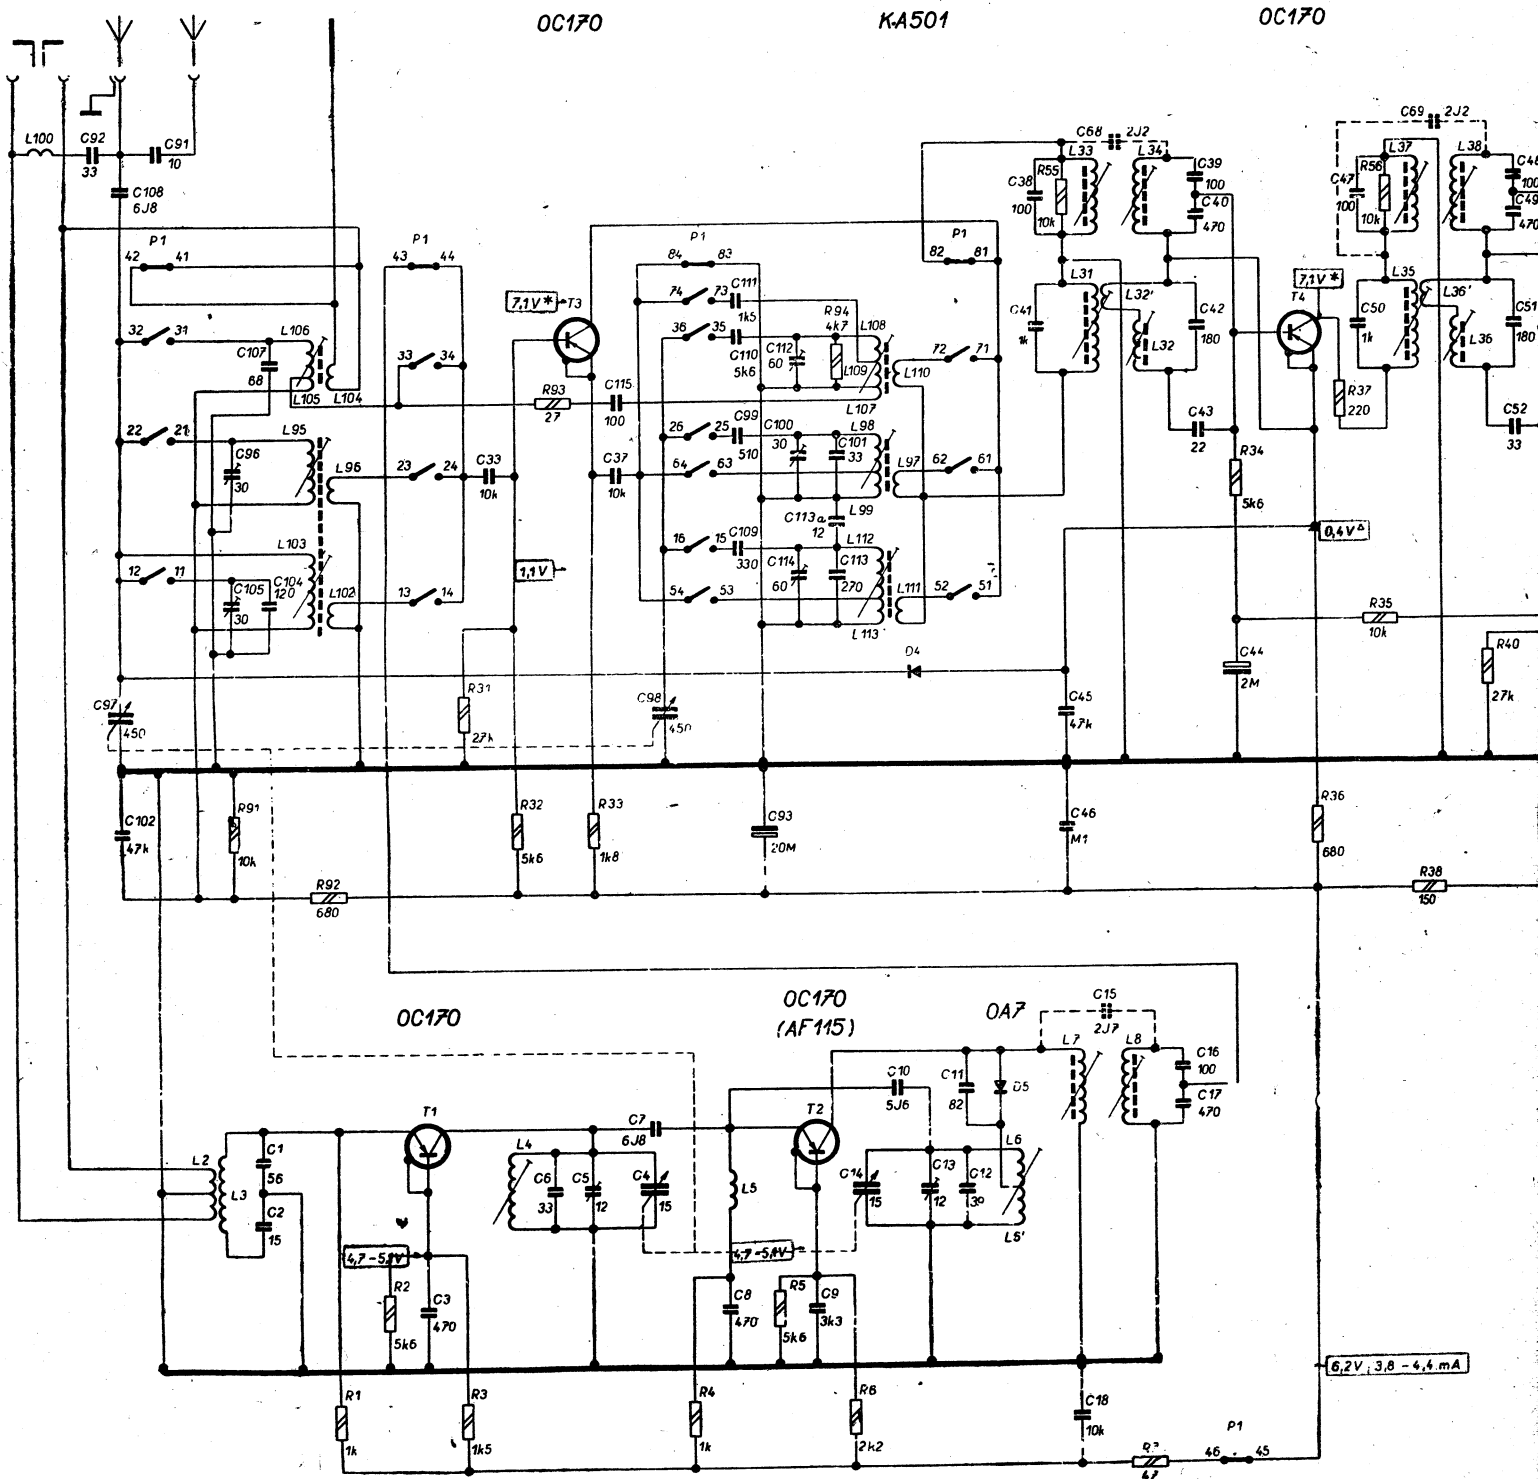 OC170 KA501 OC170
L100
C92
33
C91
10
C108
6J8
P1
42 41
P1
43 44
32 31
L106
C107
68
L105
L104
33 34
22 21
L95
C96
30
L96
23 24
C33
10k
L103
12 11
C105
30
C104
120
L102
13 14
R31
27k
C97
450
7,1V*
T3
R93
27
C115
100
C37
10k
1,1V
P1
84 83
74 73
C111
1k5
36 35
C110
5k6
C112
60
R94
4k7
L108
L109
L110
L107
72 71
26 25
C99
510
C100
30
C101
33
L98
L97
62 61
64 63
L99
C113a
12
16 15
C109
330
C114
60
C113
270
L112
L111
52 51
54 53
L113
C98
450
D4
P1
82 81
C68 2J2
L33
L34
R55
10k
C38
100
C39
100
C40
470
L31
L32'
C41
1k
L32
C42
180
C43
22
R34
5k6
C44
2M
C45
47k
7,1V*
T4
C69 2J2
L37
L38
C47
100
R56
10k
C48
100
C49
470
L35
L36'
C50
1k
L36
C51
180
R37
220
C52
33
0,4V△
R35
10k
R40
27k
C102
47k
R91
10k
R92
680
R32
5k6
R33
1k8
C93
20M
C46
M1
R36
680
R38
150
OC170
OC170
(AF115)
OA7
C15
2J7
L7
L8
C16
100
C17
470
T1
L2
L3
C1
56
C2
15
L4
C6
33
C5
12
C4
15
C7
6J8
L5
T2
C10
5J6
C11
82
D5
C14
15
C13
12
C12
39
L6
L6'
R2
5k6
C3
470
C8
470
R5
5k6
C9
3k3
6,2V; 3,8 - 4,4 mA
R1
1k
R3
1k5
R4
1k
R6
2k2
C18
10k
47
P1
46 45